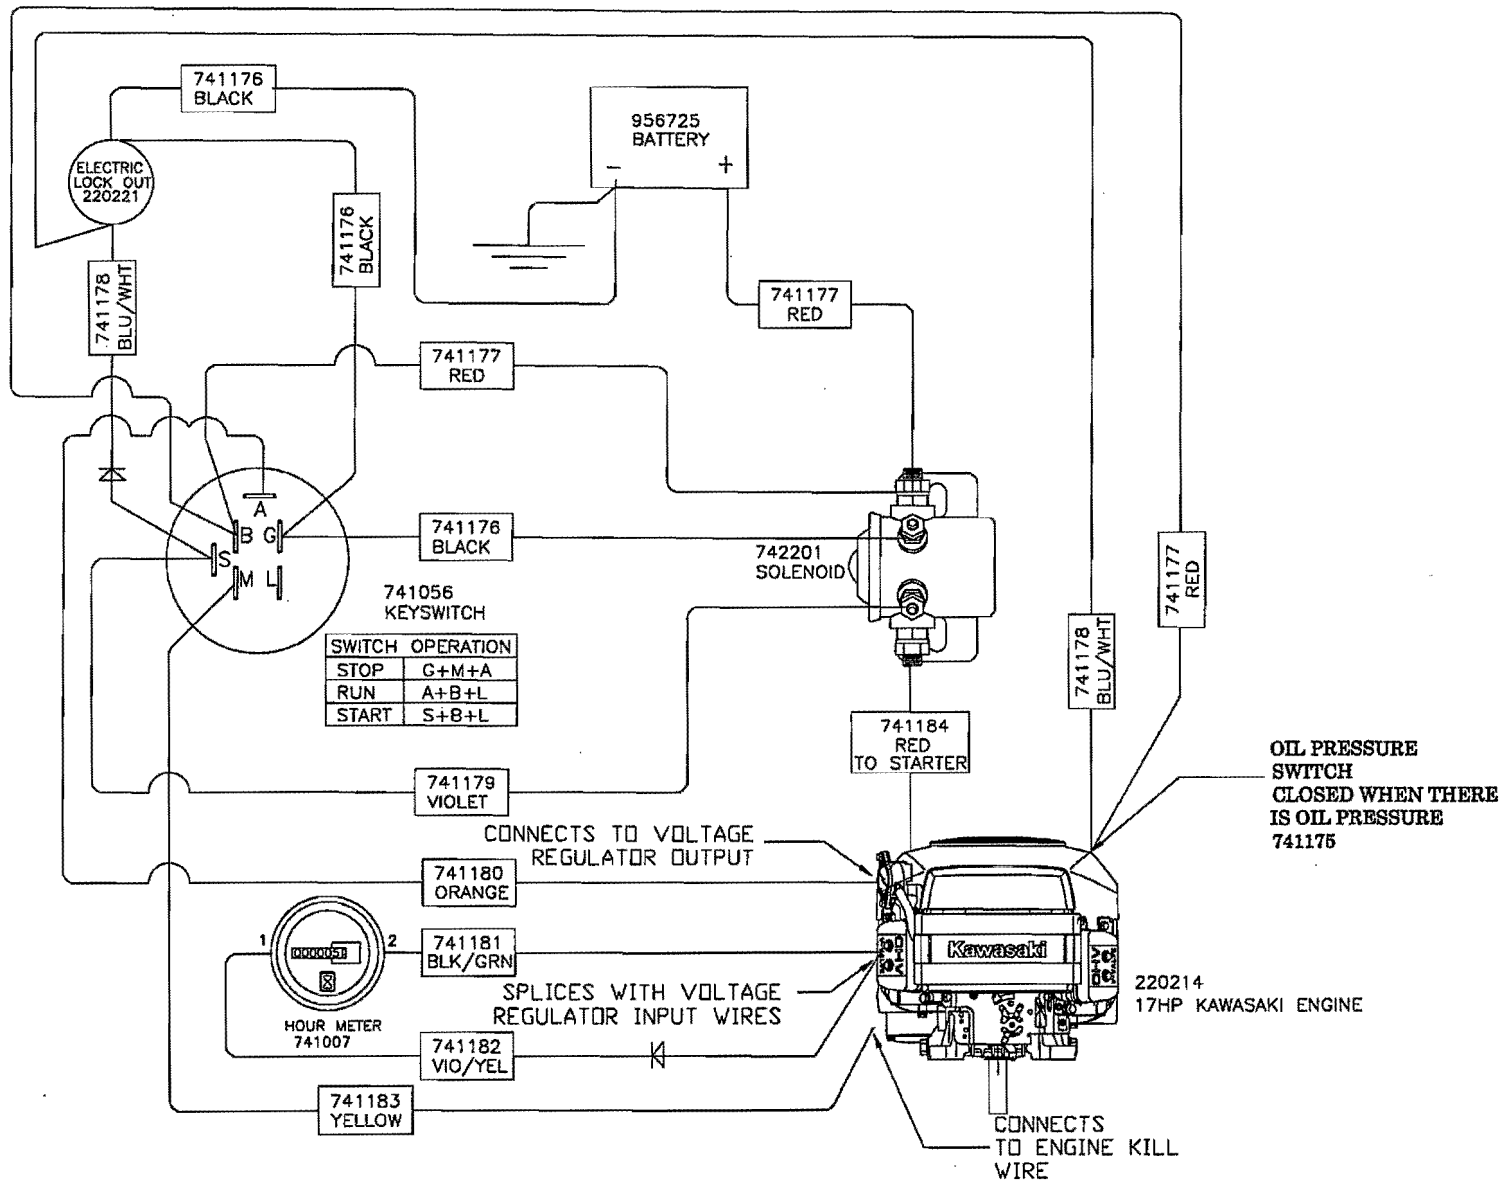 741176
BLACK
956725
BATTERY
-
+
ELECTRIC
LOCK OUT
220221
741176
BLACK
741178
BLU/WHT
741177
RED
741177
RED
A
B
G
S
M
L
741176
BLACK
742201
SOLENOID
741056
KEYSWITCH
SWITCH OPERATION
STOP G+M+A
RUN A+B+L
START S+B+L
741177
RED
741178
BLU/WHT
741184
RED
TO STARTER
OIL PRESSURE
SWITCH
CLOSED WHEN THERE
IS OIL PRESSURE
741175
741179
VIOLET
CONNECTS TO VOLTAGE
REGULATOR OUTPUT
741180
ORANGE
1
0000051
2
741181
BLK/GRN
Kawasaki
OHV
OHV
SPLICES WITH VOLTAGE
REGULATOR INPUT WIRES
220214
17HP KAWASAKI ENGINE
HOUR METER
741007
741182
VIO/YEL
741183
YELLOW
CONNECTS
TO ENGINE KILL
WIRE